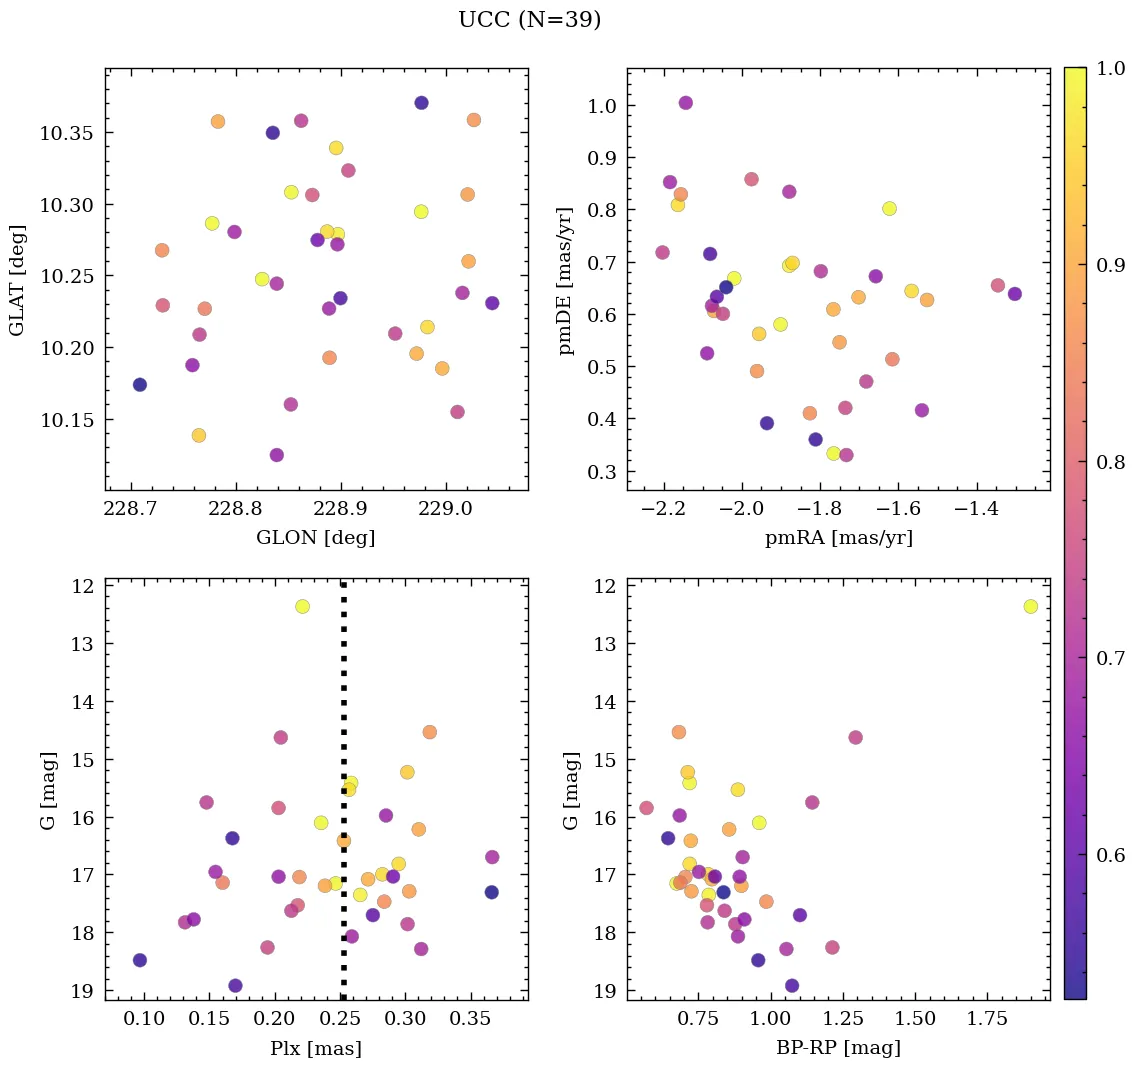 UCC (N=39)
10.35
10.30
10.25
10.20
10.15
GLAT [deg]
228.7 228.8 228.9 229.0
GLON [deg]
1.0
0.9
0.8
0.7
0.6
0.5
0.4
0.3
pmDE [mas/yr]
−2.2 −2.0 −1.8 −1.6 −1.4
pmRA [mas/yr]
1.0
0.9
0.8
0.7
0.6
12
13
14
15
16
17
18
19
G [mag]
0.10 0.15 0.20 0.25 0.30 0.35
Plx [mas]
12
13
14
15
16
17
18
19
G [mag]
0.75 1.00 1.25 1.50 1.75
BP-RP [mag]